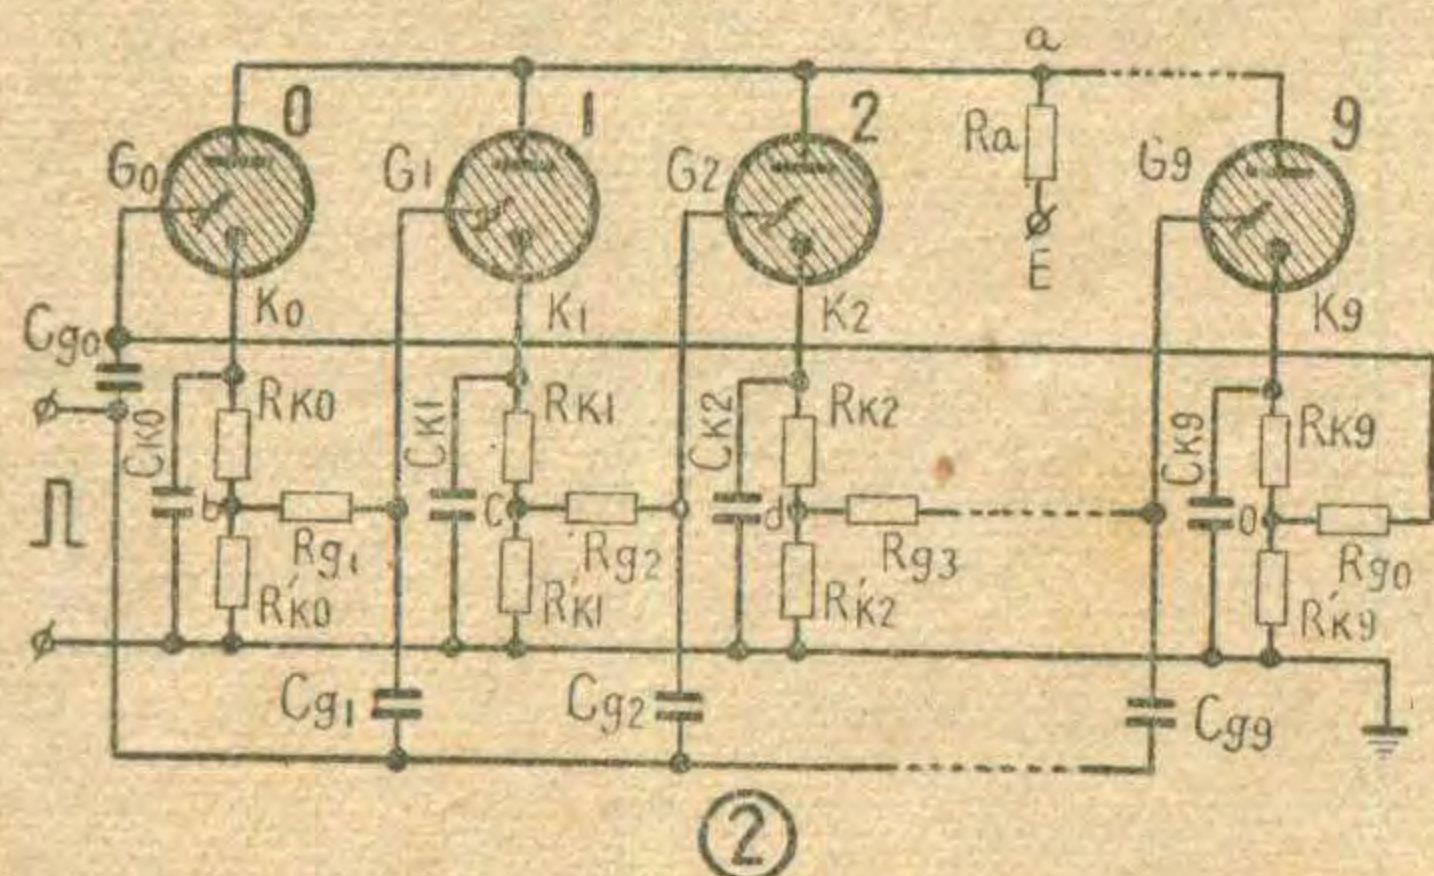 a
0 1 2 9
G0 G1 G2 Ra G9
E
K0 K1 K2 K9
Cg0
RK0 RK1 RK2 RK9
CK0 CK1 CK2 CK9
b c d 0
Rg1 Rg2 Rg3 Rg0
R'K0 R'K1 R'K2 R'K9
Cg1 Cg2 Cg9
2